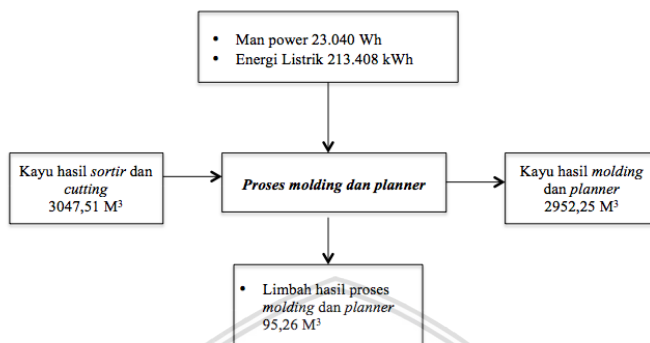 • Man power 23.040 Wh
• Energi Listrik 213.408 kWh
Kayu hasil sortir dan
cutting
3047,51 M³
Proses molding dan planner
Kayu hasil molding
dan planner
2952,25 M³
• Limbah hasil proses
molding dan planner
95,26 M³